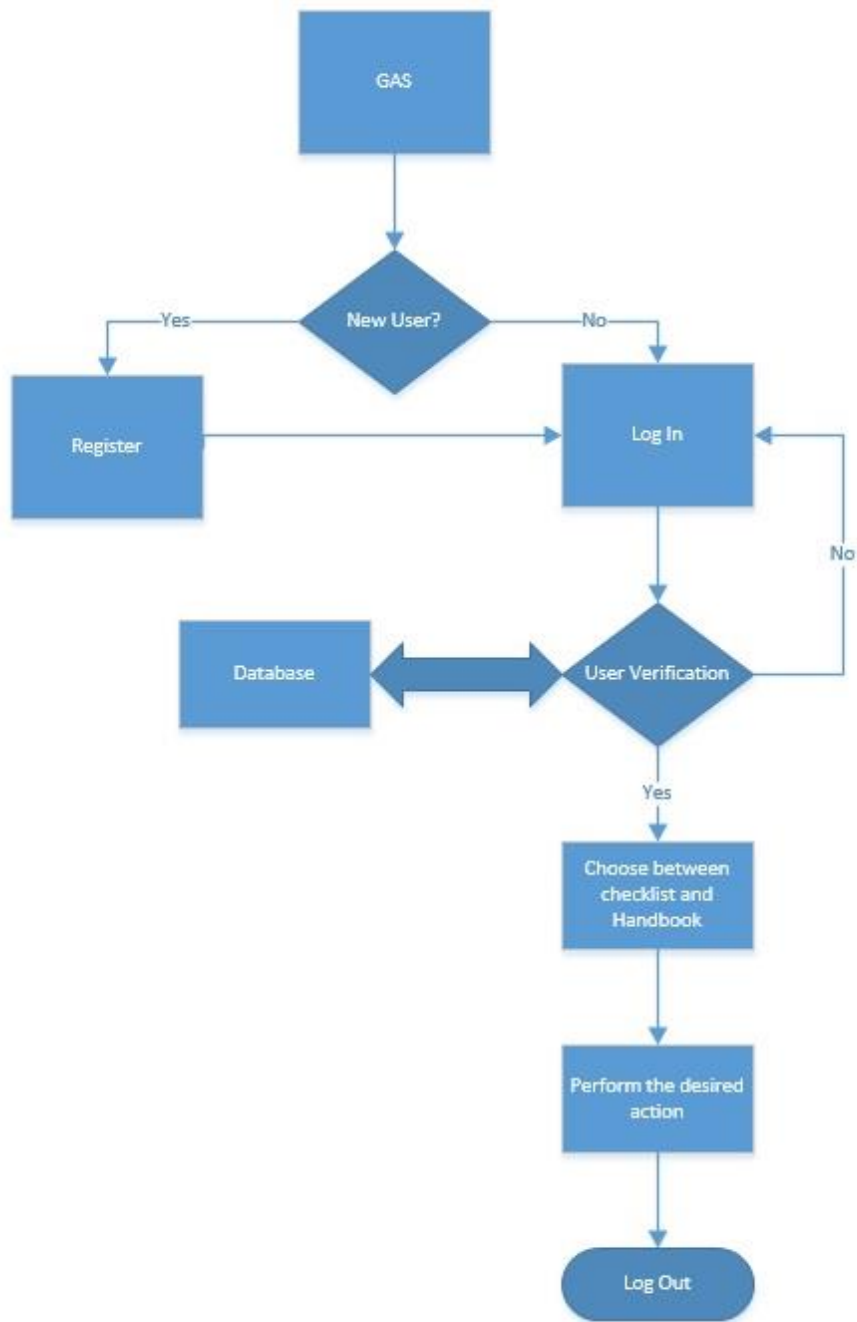 GAS
New User?
Yes
No
Register
Log In
No
Database
User Verification
Yes
Choose between
checklist and
Handbook
Perform the desired
action
Log Out